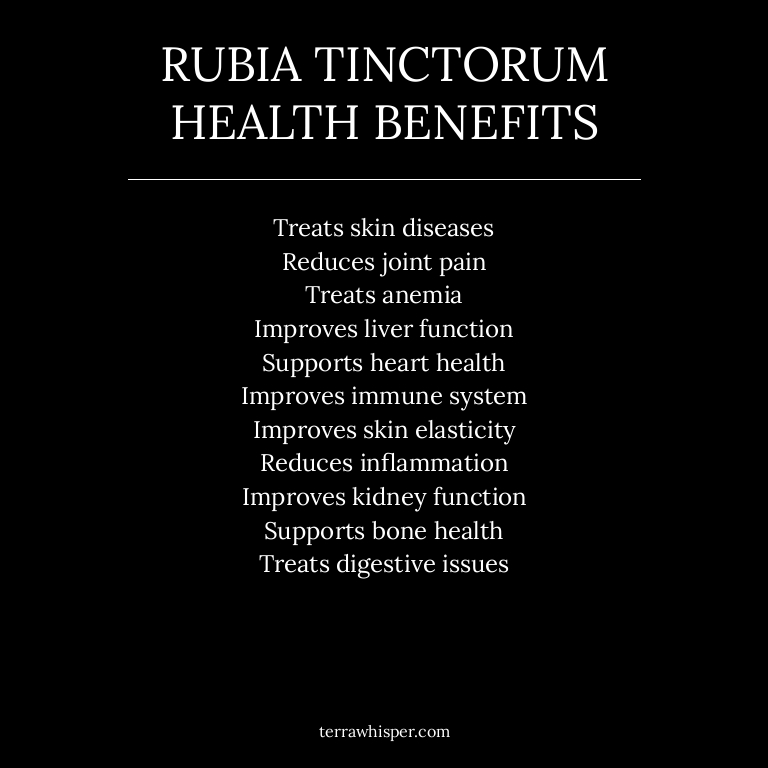 RUBIA TINCTORUM
HEALTH BENEFITS
Treats skin diseases
Reduces joint pain
Treats anemia
Improves liver function
Supports heart health
Improves immune system
Improves skin elasticity
Reduces inflammation
Improves kidney function
Supports bone health
Treats digestive issues
terrawhisper.com